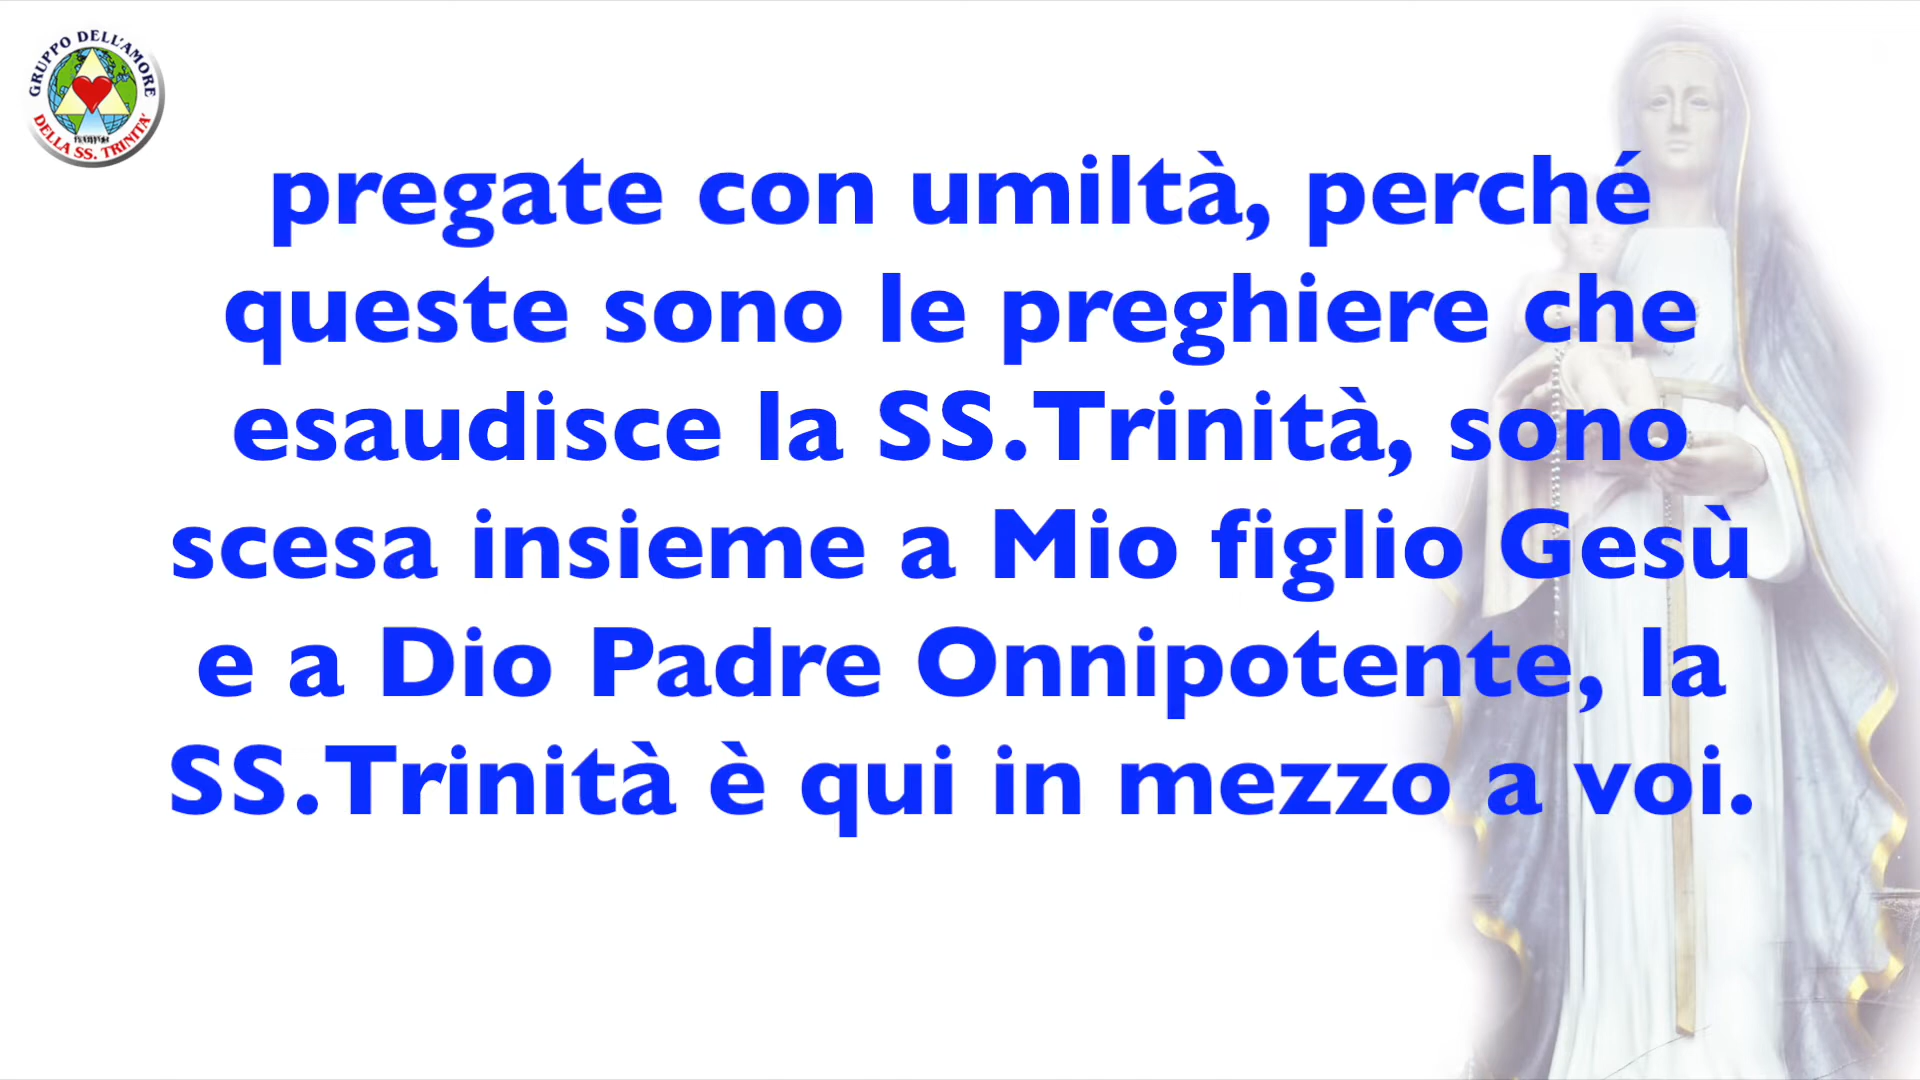 GRUPPO DELL'AMORE
DELLA SS. TRINITA'
pregate con umiltà, perché
queste sono le preghiere che
esaudisce la SS.Trinità, sono
scesa insieme a Mio figlio Gesù
e a Dio Padre Onnipotente, la
SS.Trinità è qui in mezzo a voi.